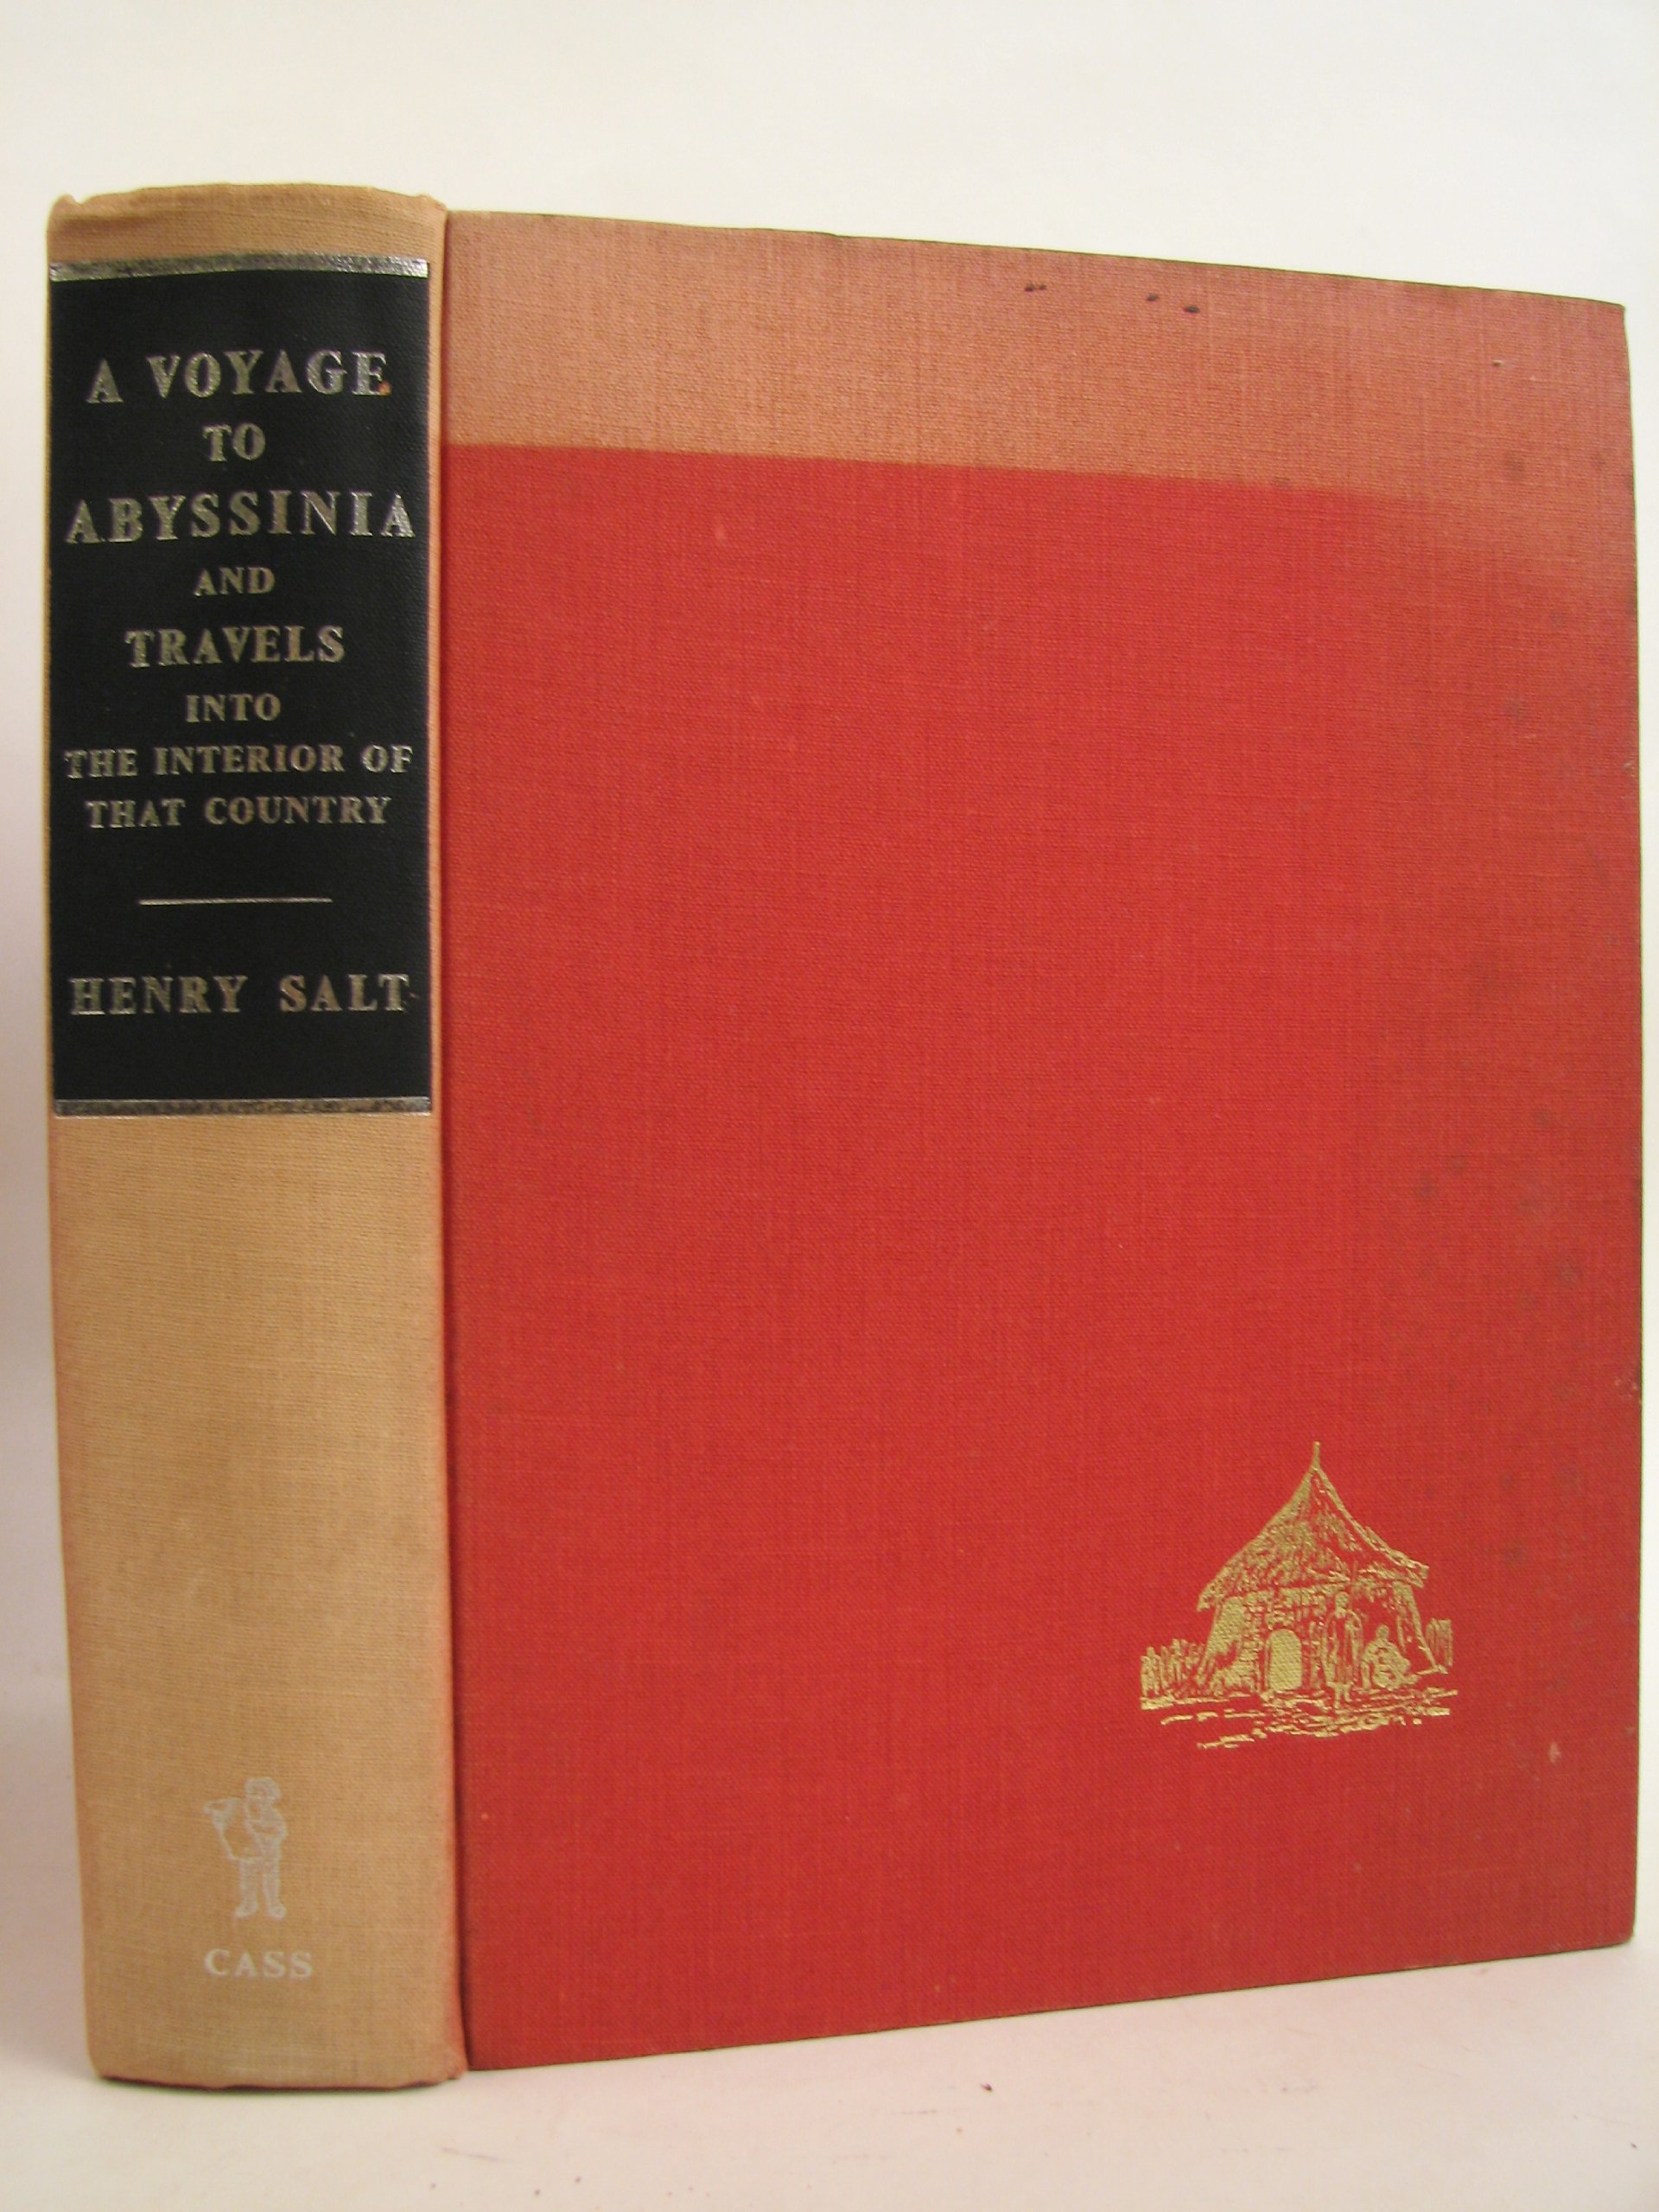 A VOYAGE
TO
ABYSSINIA
AND
TRAVELS
INTO
THE INTERIOR OF
THAT COUNTRY
HENRY SALT
CASS